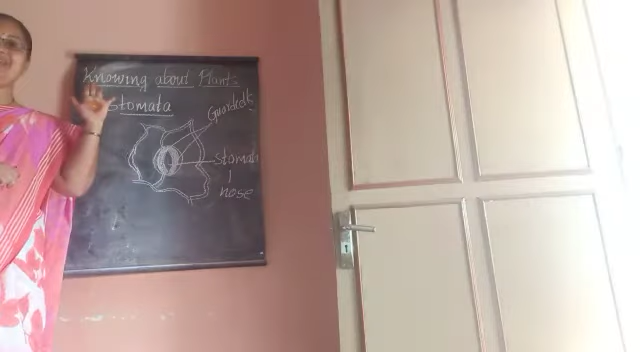 Knowing about Plants
Stomata
Guardcells
Stomata
nose